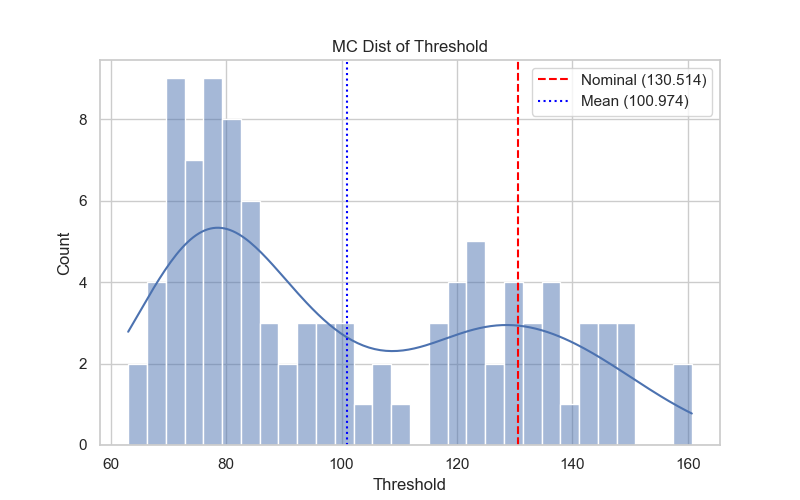 MC Dist of Threshold
Nominal (130.514)
Mean (100.974)
Count
8
6
4
2
0
60 80 100 120 140 160
Threshold